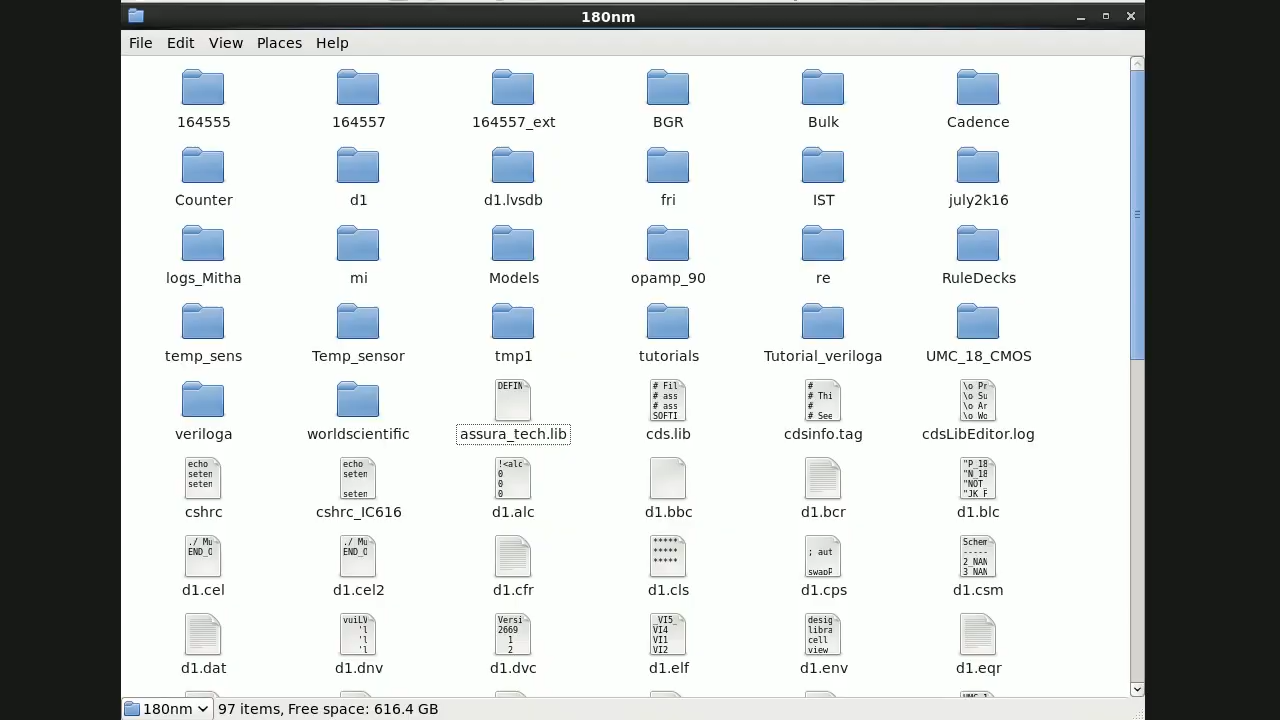 180nm
File Edit View Places Help
164555 164557 164557_ext BGR Bulk Cadence
Counter d1 d1.lvsdb fri IST july2k16
logs_Mitha mi Models opamp_90 re RuleDecks
temp_sens Temp_sensor tmp1 tutorials Tutorial_veriloga UMC_18_CMOS
veriloga worldscientific assura_tech.lib cds.lib cdsinfo.tag cdsLibEditor.log
cshrc cshrc_IC616 d1.alc d1.bbc d1.bcr d1.blc
d1.cel d1.cel2 d1.cfr d1.cls d1.cps d1.csm
d1.dat d1.dnv d1.dvc d1.elf d1.env d1.eqr
180nm 97 items, Free space: 616.4 GB